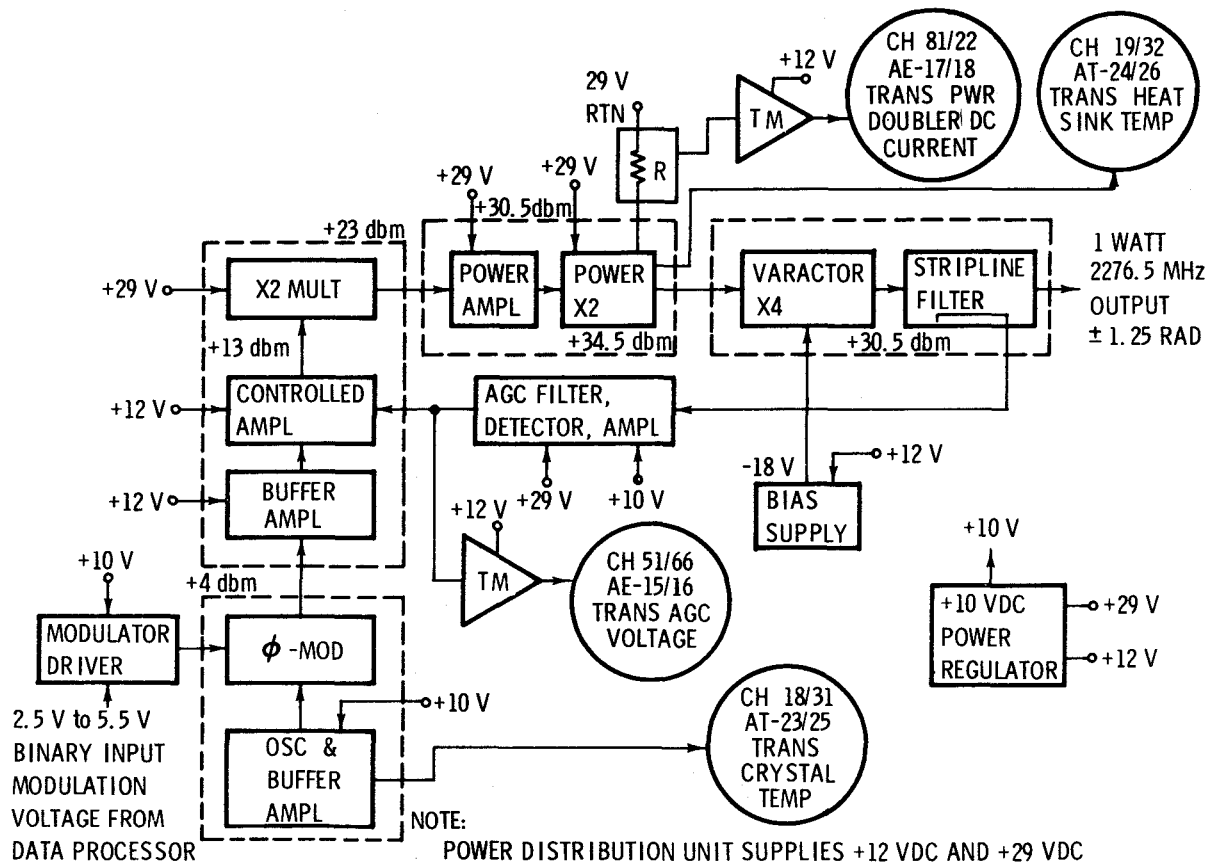 CH 81/22
AE-17/18
TRANS PWR
DOUBLER DC
CURRENT
CH 19/32
AT-24/26
TRANS HEAT
SINK TEMP
+12 V
TM
29 V
RTN
R
+29 V
+29 V
+30.5dbm
+23 dbm
X2 MULT
+29 V
POWER
AMPL
POWER
X2
+34.5 dbm
VARACTOR
X4
STRIPLINE
FILTER
+30.5 dbm
1 WATT
2276.5 MHz
OUTPUT
± 1.25 RAD
+13 dbm
+12 V
CONTROLLED
AMPL
AGC FILTER,
DETECTOR, AMPL
+29 V
+10 V
-18 V
+12 V
BIAS
SUPPLY
+12 V
BUFFER
AMPL
+12 V
TM
CH 51/66
AE-15/16
TRANS AGC
VOLTAGE
+10 V
+10 VDC
POWER
REGULATOR
+29 V
+12 V
+10 V
+4 dbm
MODULATOR
DRIVER
ϕ -MOD
+10 V
2.5 V to 5.5 V
BINARY INPUT
MODULATION
VOLTAGE FROM
DATA PROCESSOR
OSC &
BUFFER
AMPL
CH 18/31
AT-23/25
TRANS
CRYSTAL
TEMP
NOTE:
POWER DISTRIBUTION UNIT SUPPLIES +12 VDC AND +29 VDC